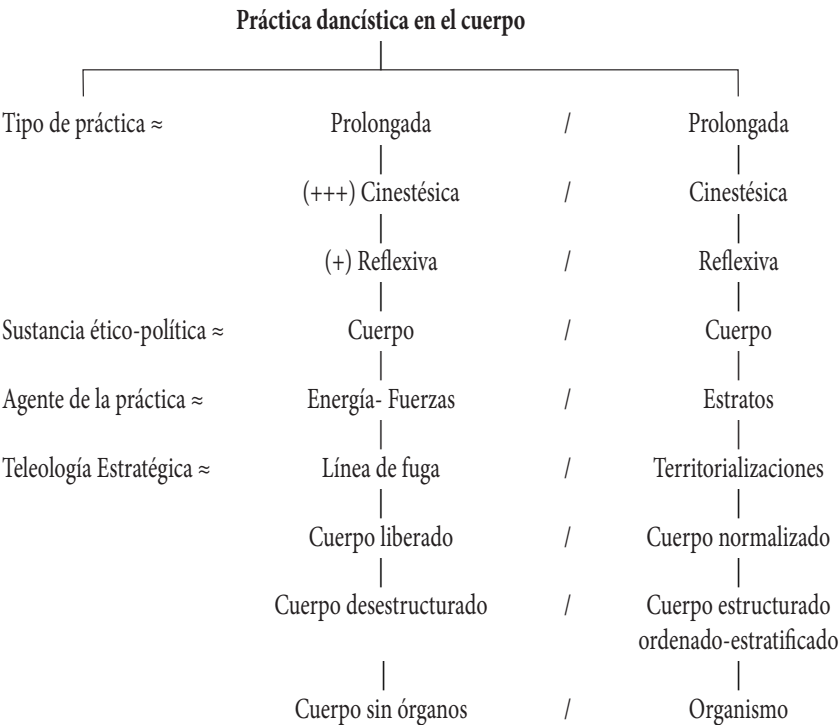 Práctica dancística en el cuerpo
Tipo de práctica ≈ Prolongada / Prolongada
(+++) Cinestésica / Cinestésica
(+) Reflexiva / Reflexiva
Sustancia ético-política ≈ Cuerpo / Cuerpo
Agente de la práctica ≈ Energía- Fuerzas / Estratos
Teleología Estratégica ≈ Línea de fuga / Territorializaciones
Cuerpo liberado / Cuerpo normalizado
Cuerpo desestructurado / Cuerpo estructurado
ordenado-estratificado
Cuerpo sin órganos / Organismo